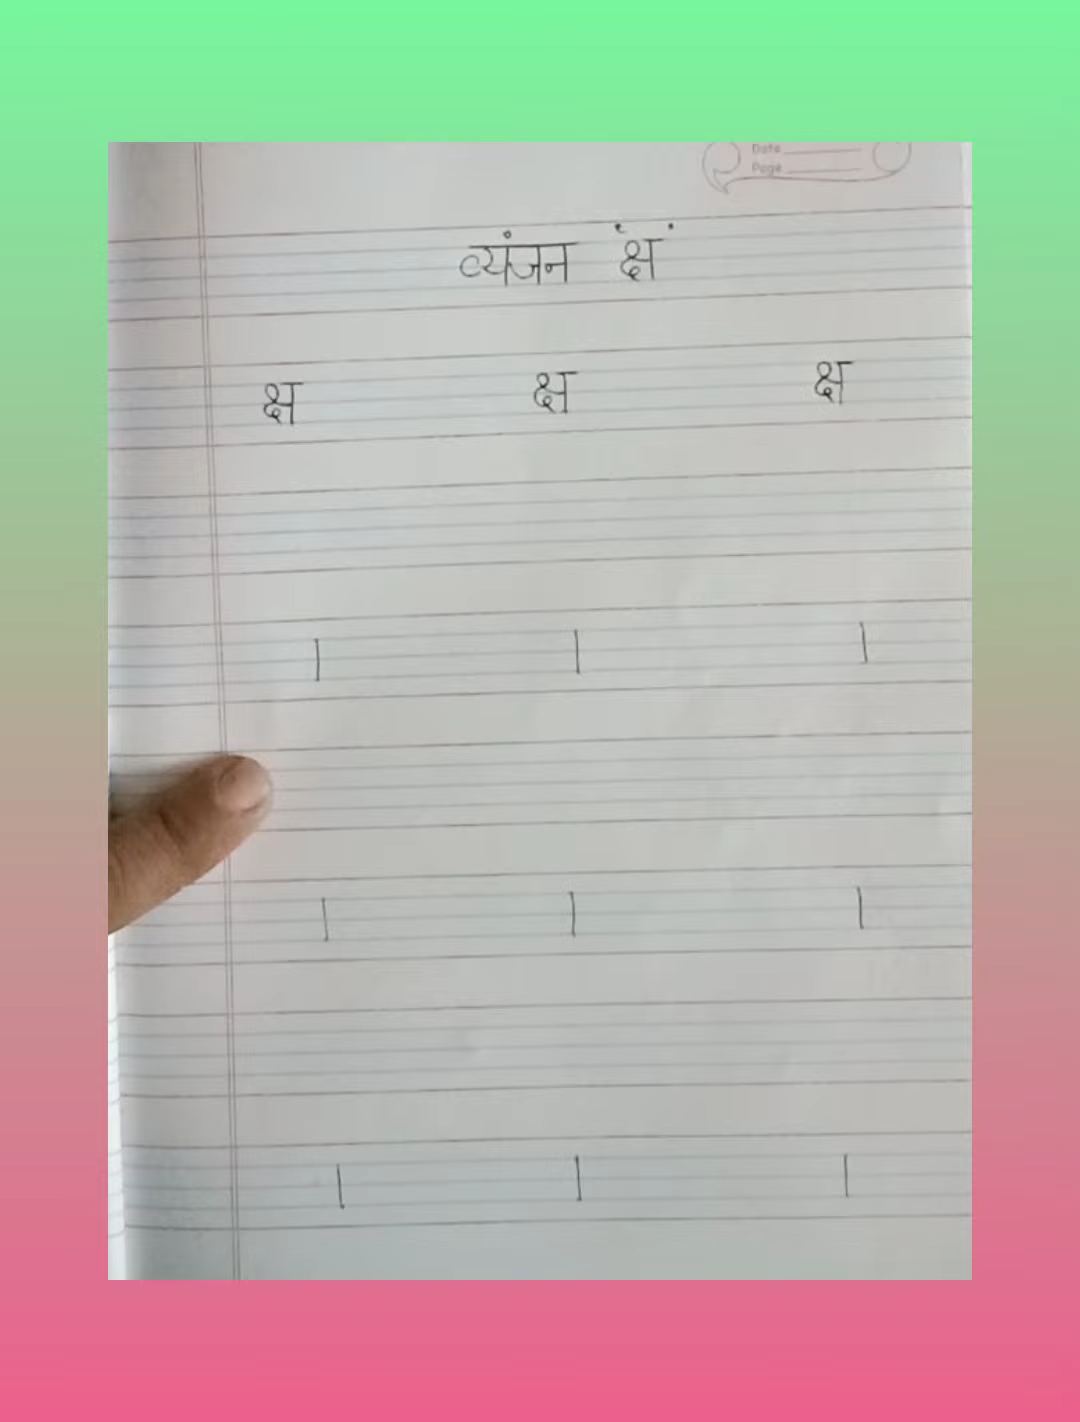 Date
Page
व्यंजन 'क्ष'
क्ष क्ष क्ष
। । ।
। । ।
। । ।